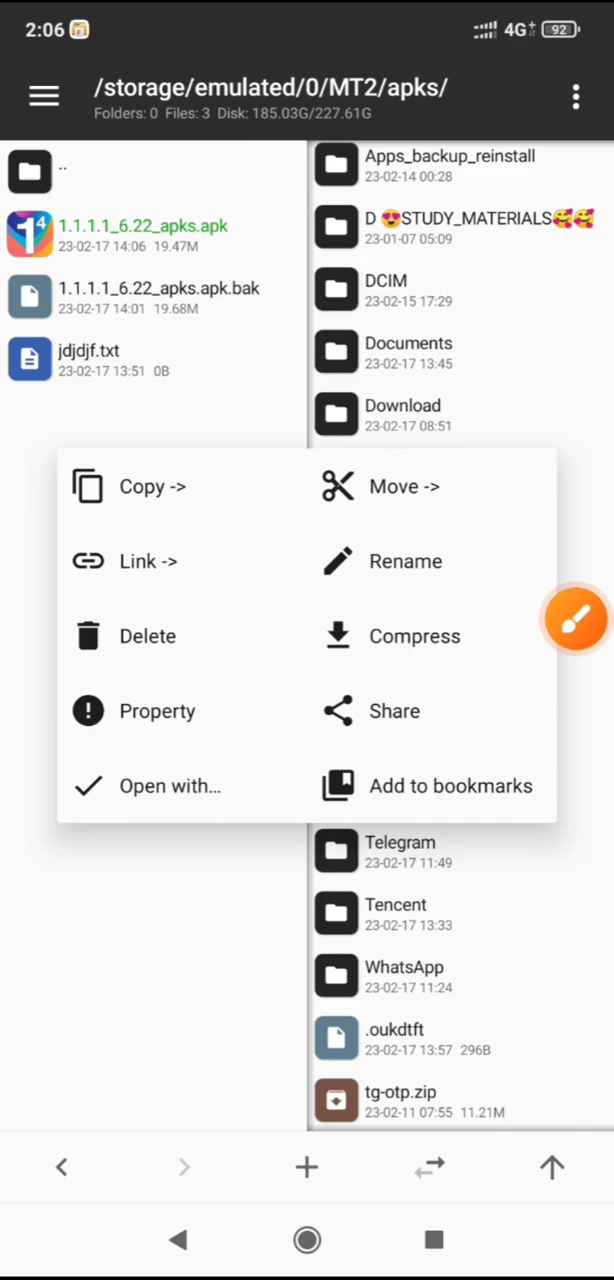 2:06
4G+ 92
/storage/emulated/0/MT2/apks/
Folders: 0 Files: 3 Disk: 185.03G/227.61G
..
1.1.1.1_6.22_apks.apk
23-02-17 14:06 19.47M
1.1.1.1_6.22_apks.apk.bak
23-02-17 14:01 19.68M
jdjdjf.txt
23-02-17 13:51 0B
Apps_backup_reinstall
23-02-14 00:28
D 😍STUDY_MATERIALS🥰🥰
23-01-07 05:09
DCIM
23-02-15 17:29
Documents
23-02-17 13:45
Download
23-02-17 08:51
Copy ->
Move ->
Link ->
Rename
Delete
Compress
Property
Share
Open with...
Add to bookmarks
Telegram
23-02-17 11:49
Tencent
23-02-17 13:33
WhatsApp
23-02-17 11:24
.oukdtft
23-02-17 13:57 296B
tg-otp.zip
23-02-11 07:55 11.21M